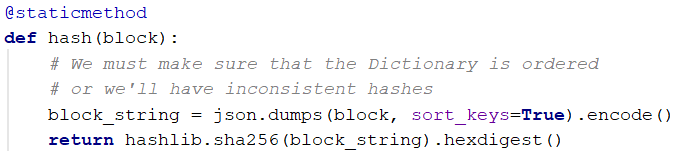 @staticmethod
def hash(block):
    # We must make sure that the Dictionary is ordered
    # or we'll have inconsistent hashes
    block_string = json.dumps(block, sort_keys=True).encode()
    return hashlib.sha256(block_string).hexdigest()